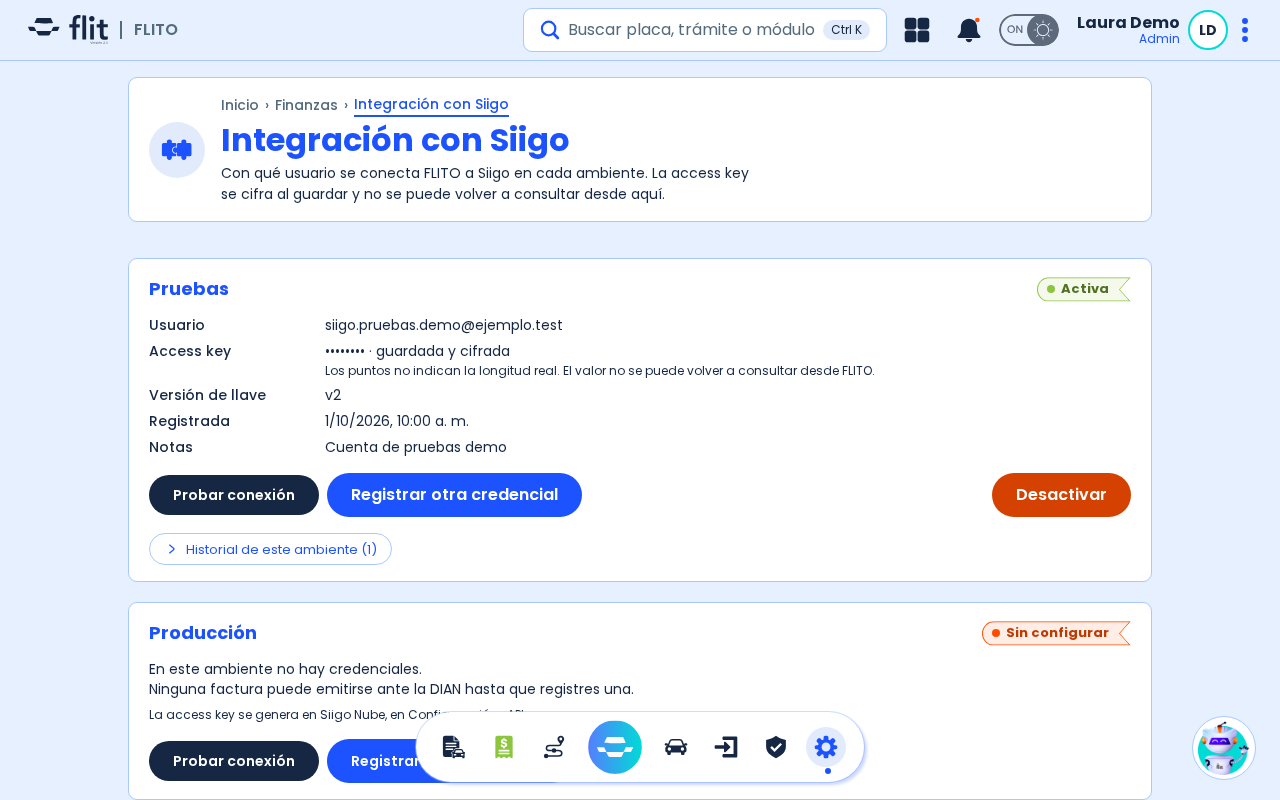 flit | FLITO
Buscar placa, trámite o módulo Ctrl K
ON
Laura Demo
Admin
LD
Inicio › Finanzas › Integración con Siigo
Integración con Siigo
Con qué usuario se conecta FLITO a Siigo en cada ambiente. La access key
se cifra al guardar y no se puede volver a consultar desde aquí.
Pruebas
Activa
Usuario siigo.pruebas.demo@ejemplo.test
Access key •••••••• · guardada y cifrada
Los puntos no indican la longitud real. El valor no se puede volver a consultar desde FLITO.
Versión de llave v2
Registrada 1/10/2026, 10:00 a. m.
Notas Cuenta de pruebas demo
Probar conexión Registrar otra credencial Desactivar
Historial de este ambiente (1)
Producción
Sin configurar
En este ambiente no hay credenciales.
Ninguna factura puede emitirse ante la DIAN hasta que registres una.
La access key se genera en Siigo Nube, en
Probar conexión